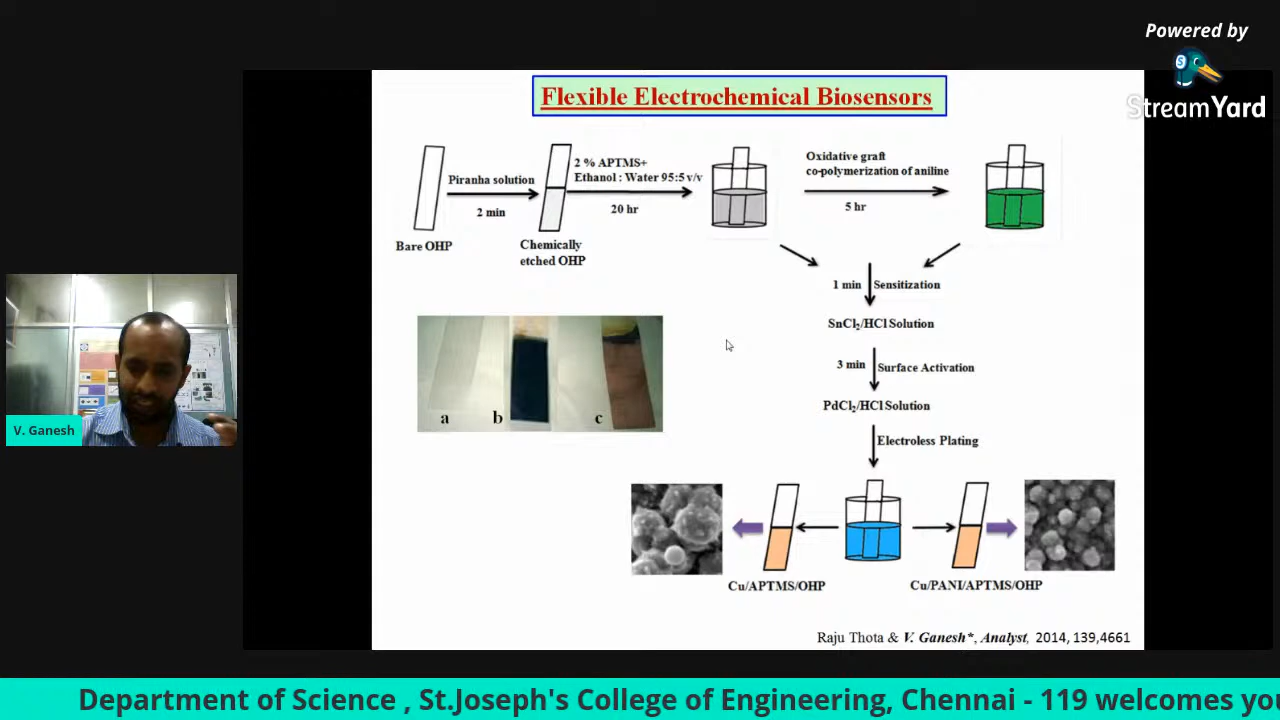 Powered by
S
StreamYard
Flexible Electrochemical Biosensors
Piranha solution
2 min
Bare OHP
Chemically
etched OHP
2 % APTMS+
Ethanol : Water 95:5 v/v
20 hr
Oxidative graft
co-polymerization of aniline
5 hr
1 min Sensitization
SnCl₂/HCl Solution
3 min Surface Activation
PdCl₂/HCl Solution
Electroless Plating
a b c
Cu/APTMS/OHP
Cu/PANI/APTMS/OHP
Raju Thota & V. Ganesh*, Analyst, 2014, 139,4661
V. Ganesh
Department of Science , St.Joseph's College of Engineering, Chennai - 119 welcomes you